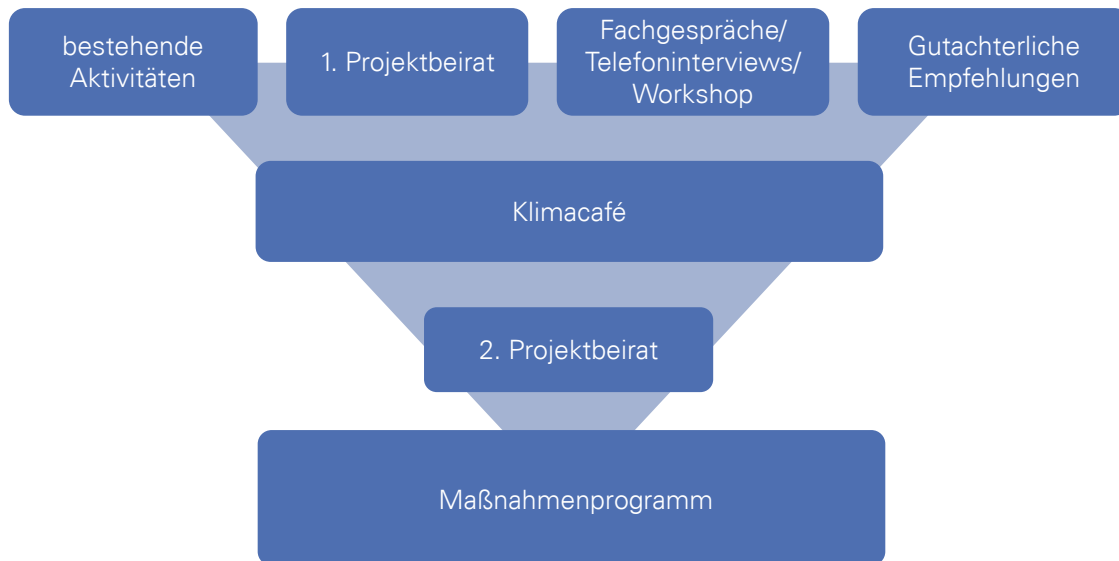 bestehende
Aktivitäten
1. Projektbeirat
Fachgespräche/
Telefoninterviews/
Workshop
Gutachterliche
Empfehlungen
Klimacafé
2. Projektbeirat
Maßnahmenprogramm